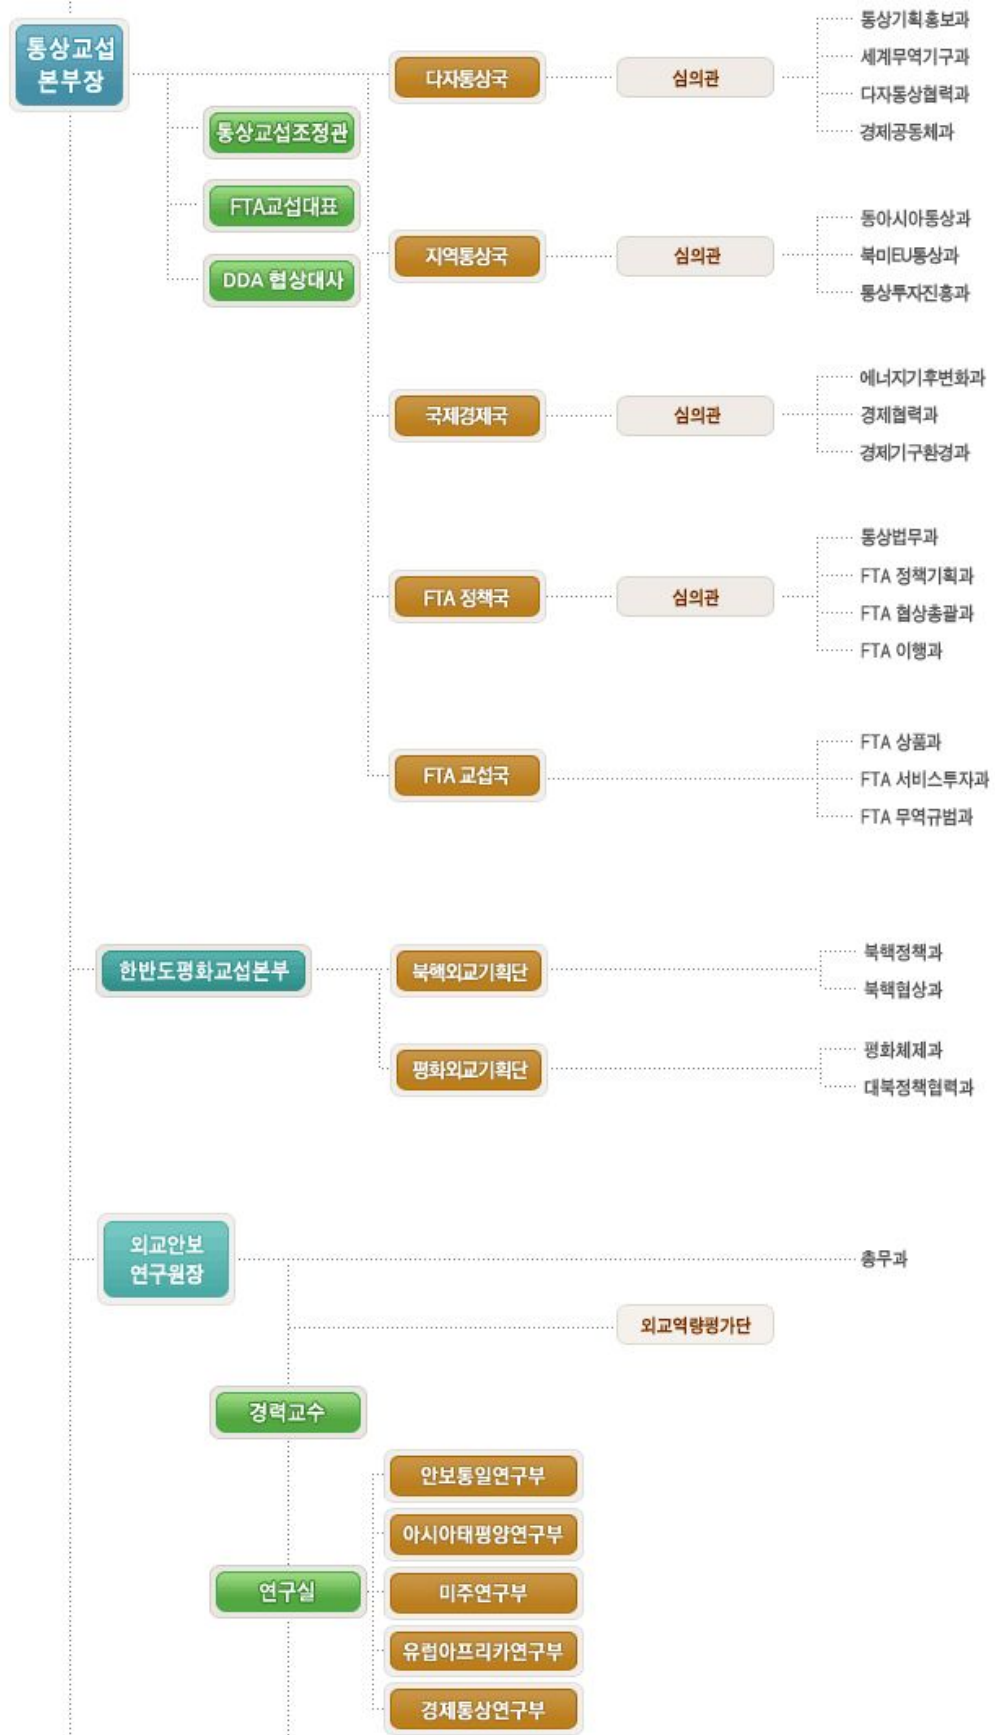 통상교섭
본부장
통상교섭조정관
FTA교섭대표
DDA 협상대사
다자통상국
심의관
통상기획홍보과
세계무역기구과
다자통상협력과
경제공동체과
지역통상국
심의관
동아시아통상과
북미EU통상과
통상투자진흥과
국제경제국
심의관
에너지기후변화과
경제협력과
경제기구환경과
FTA 정책국
심의관
통상법무과
FTA 정책기획과
FTA 협상총괄과
FTA 이행과
FTA 교섭국
FTA 상품과
FTA 서비스투자과
FTA 무역규범과
한반도평화교섭본부
북핵외교기획단
북핵정책과
북핵협상과
평화외교기획단
평화체제과
대북정책협력과
외교안보
연구원장
총무과
외교역량평가단
경력교수
연구실
안보통일연구부
아시아태평양연구부
미주연구부
유럽아프리카연구부
경제통상연구부